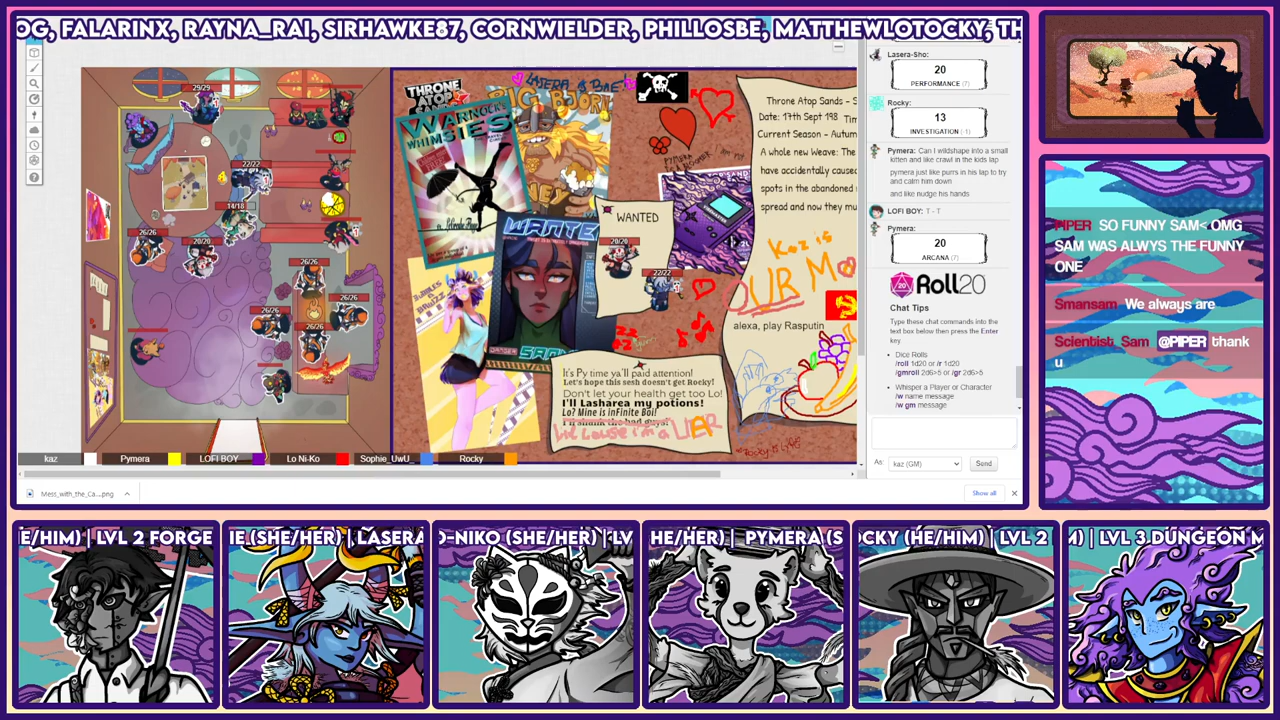 OG, FALARINX, RAYNA_RAI, SIRHAWKE87, CORNWIELDER, PHILLOSBE, MATTHEWLOTOCKY, TH
29/29
22/22
14/18
26/26
20/20
26/26
26/26
26/26
26/26
THRONE
ATOP
WARNOCK'S
WHIMSIES
LASERA IS BAE
BIG BJORN
WANTED
20/20
22/22
WANTED
Throne Atop Sands - S
Date: 17th Sept 198
Current Season - Autum
A whole new Weave: The
have accidentally caused
spots in the abandoned
spread and now they mu
Kaz is
UR M
alexa, play Rasputin
It's Py time ya'll paid attention!
Let's hope this sesh doesn't get Rocky!
Don't let your health get too Lo!
I'll Lasharea my potions!
Lo? Mine is inFinite Boi!
I'll shank the bad guys!
kaz
Pymera
LOFI BOY
Lo Ni-Ko
Sophie_UwU_
Rocky
Mess_with_the_Ca....png
Show all
Lasera-Sho:
20
PERFORMANCE (7)
Rocky:
13
INVESTIGATION (-1)
Pymera: Can I wildshape into a small
kitten and like crawl in the kids lap
pymera just like purrs in his lap to try
and calm him down
and like nudge his hands
LOFI BOY: T - T
Pymera:
20
ARCANA (7)
20
Roll20
Chat Tips
Type these chat commands into the
text box below then press the Enter
key.
Dice Rolls
/roll 1d20 or /r 1d20
/gmroll 2d6>5 or /gr 2d6>5
Whisper a Player or Character
/w name message
/w gm message
As:
kaz (GM)
Send
PIPER SO FUNNY SAM< OMG
SAM WAS ALWYS THE FUNNY
ONE
Smansam We always are
Scientist_Sam @PIPER thank
u
E/HIM) | LVL 2 FORGE
IE (SHE/HER) | LASERA
O-NIKO (SHE/HER) | LV
HE/HER) | PYMERA (S
OCKY (HE/HIM) | LVL 2
M) | LVL 3 DUNGEON M